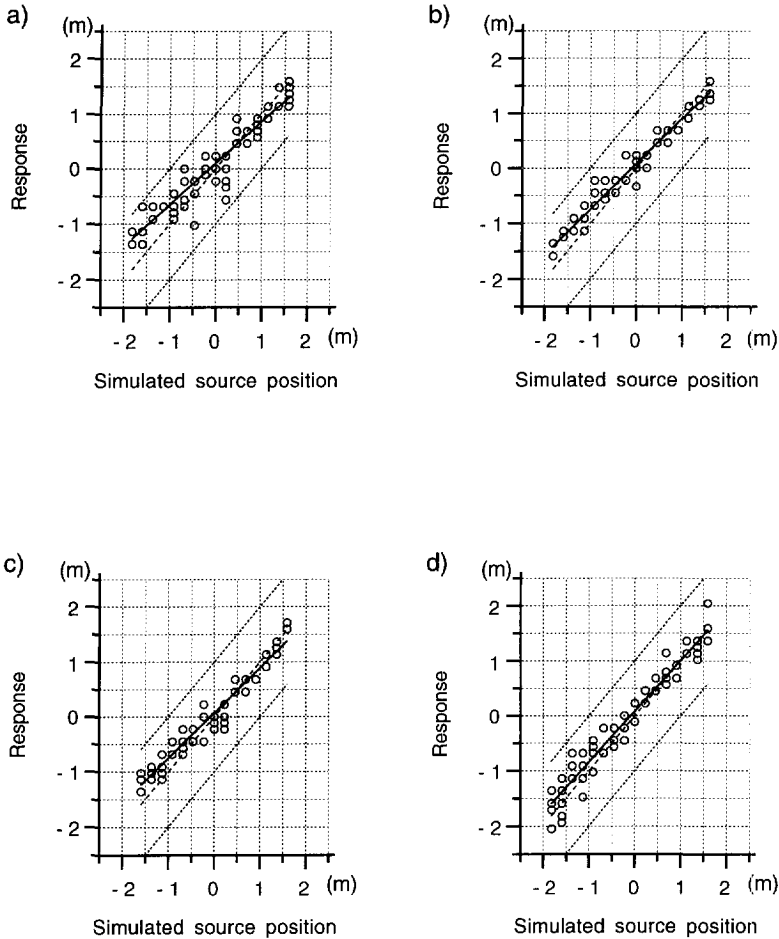 a)
(m)
2
1
0
- 1
- 2
Response
- 2 - 1 0 1 2 (m)
Simulated source position
b)
(m)
2
1
0
- 1
- 2
Response
- 2 - 1 0 1 2 (m)
Simulated source position
c)
(m)
2
1
0
- 1
- 2
Response
- 2 - 1 0 1 2 (m)
Simulated source position
d)
(m)
2
1
0
- 1
- 2
Response
- 2 - 1 0 1 2 (m)
Simulated source position